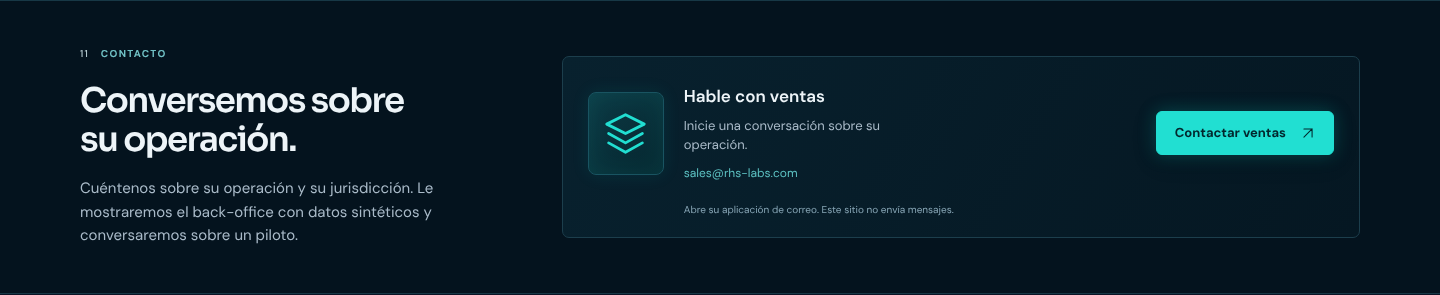 11 CONTACTO
Conversemos sobre
su operación.
Cuéntenos sobre su operación y su jurisdicción. Le
mostraremos el back-office con datos sintéticos y
conversaremos sobre un piloto.
Hable con ventas
Inicie una conversación sobre su
operación.
sales@rhs-labs.com
Abre su aplicación de correo. Este sitio no envía mensajes.
Contactar ventas